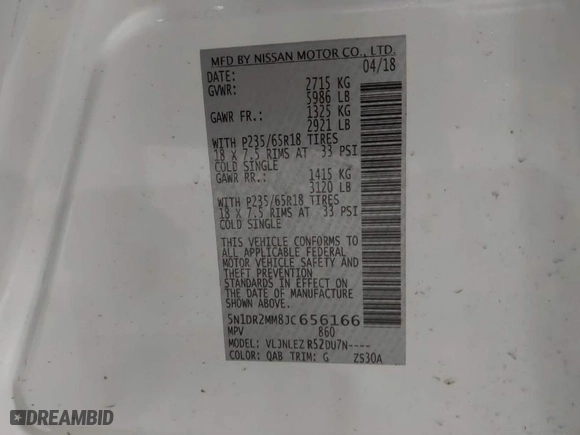 MFD BY NISSAN MOTOR CO., LTD.
DATE: 04/18
GVWR: 2715 KG
5986 LB
GAWR FR.: 1325 KG
2921 LB
WITH P235/65R18 TIRES
18 X 7.5 RIMS AT 33 PSI
COLD SINGLE
GAWR RR.: 1415 KG
3120 LB
WITH P235/65R18 TIRES
18 X 7.5 RIMS AT 33 PSI
COLD SINGLE
THIS VEHICLE CONFORMS TO
ALL APPLICABLE FEDERAL
MOTOR VEHICLE SAFETY AND
THEFT PREVENTION
STANDARDS IN EFFECT ON THE
DATE OF MANUFACTURE SHOWN
ABOVE.
5N1DR2MM8JC656166
MPV 860
MODEL: VLJNLEZ R52DU7N----
COLOR: QAB TRIM: G ZS30A
DREAMBID